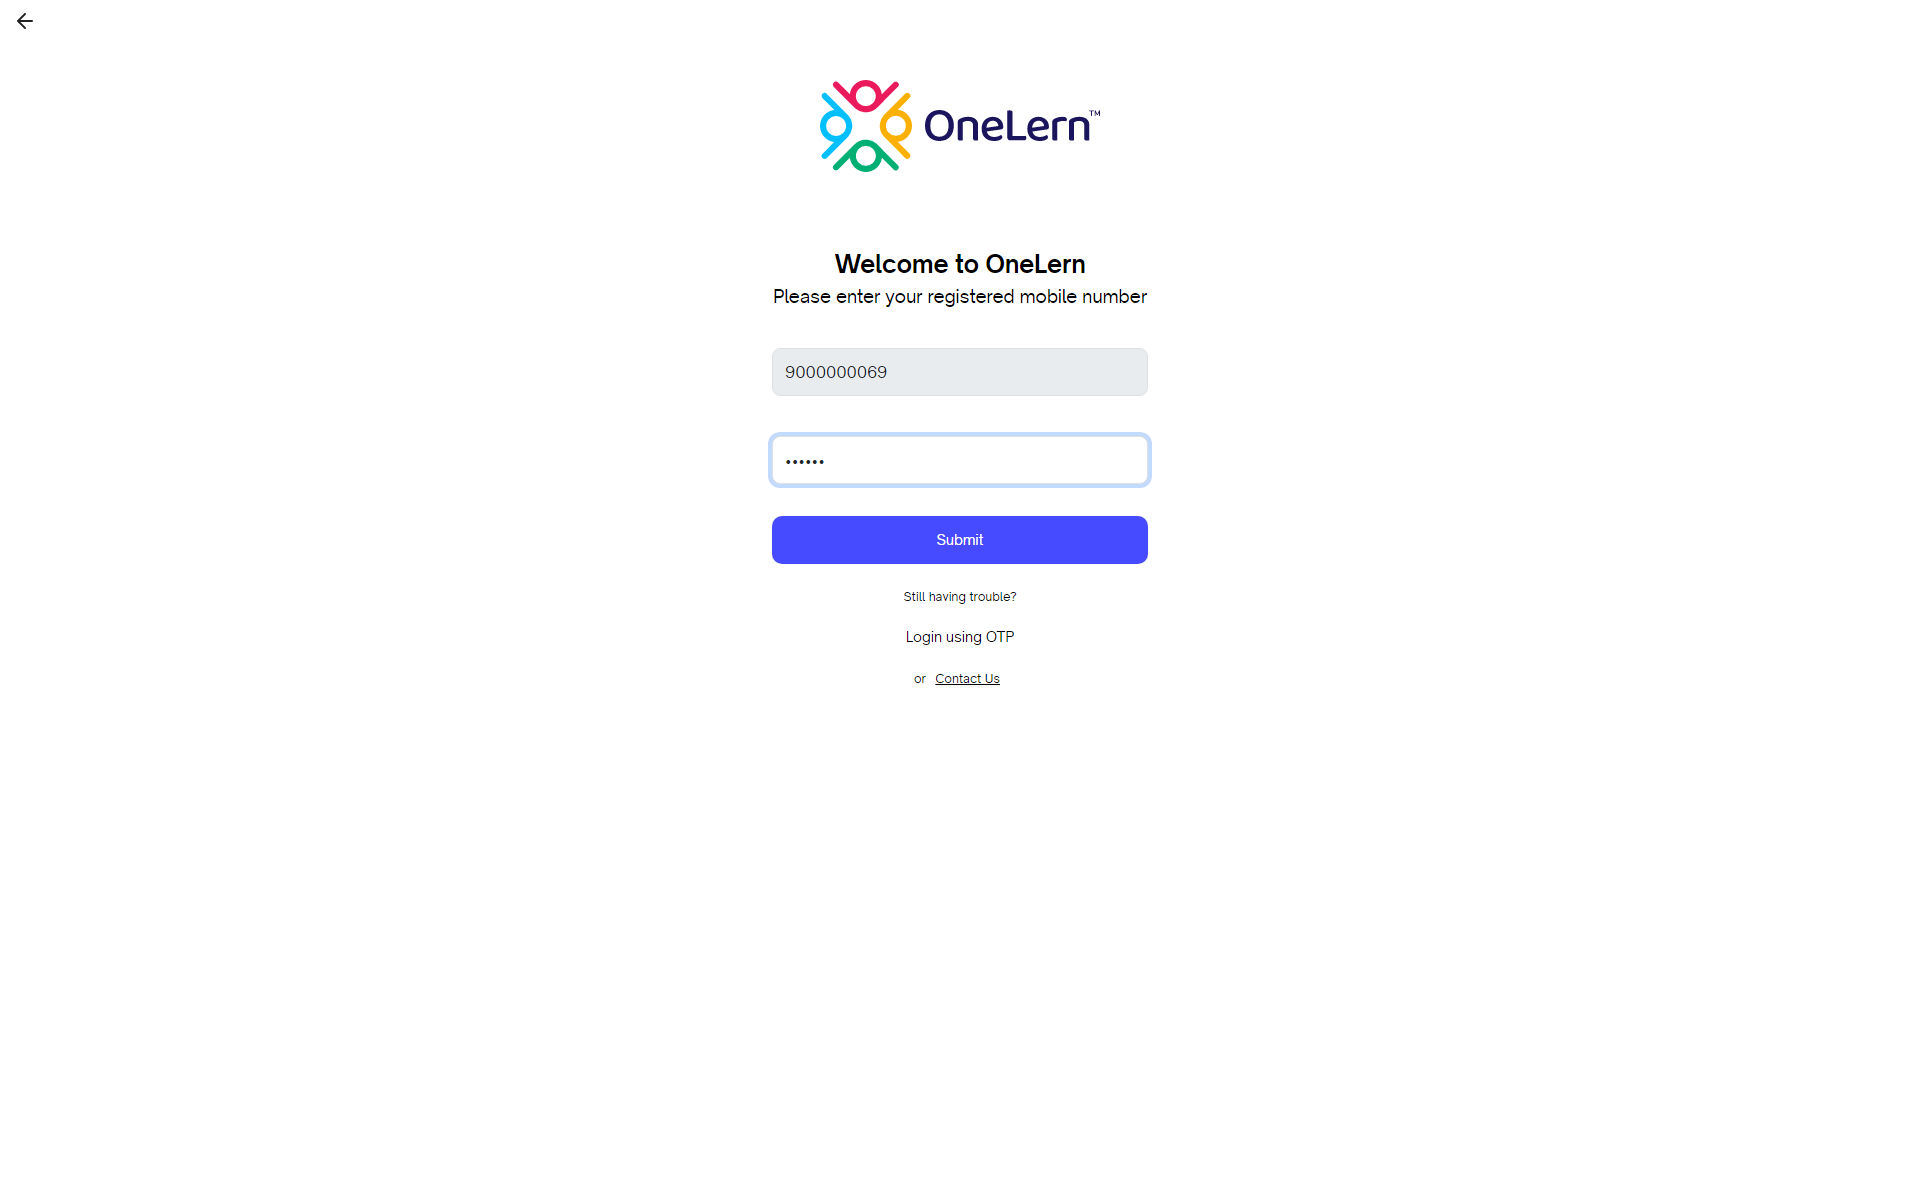 OneLern™
Welcome to OneLern
Please enter your registered mobile number
9000000069
••••••
Submit
Still having trouble?
Login using OTP
or Contact Us